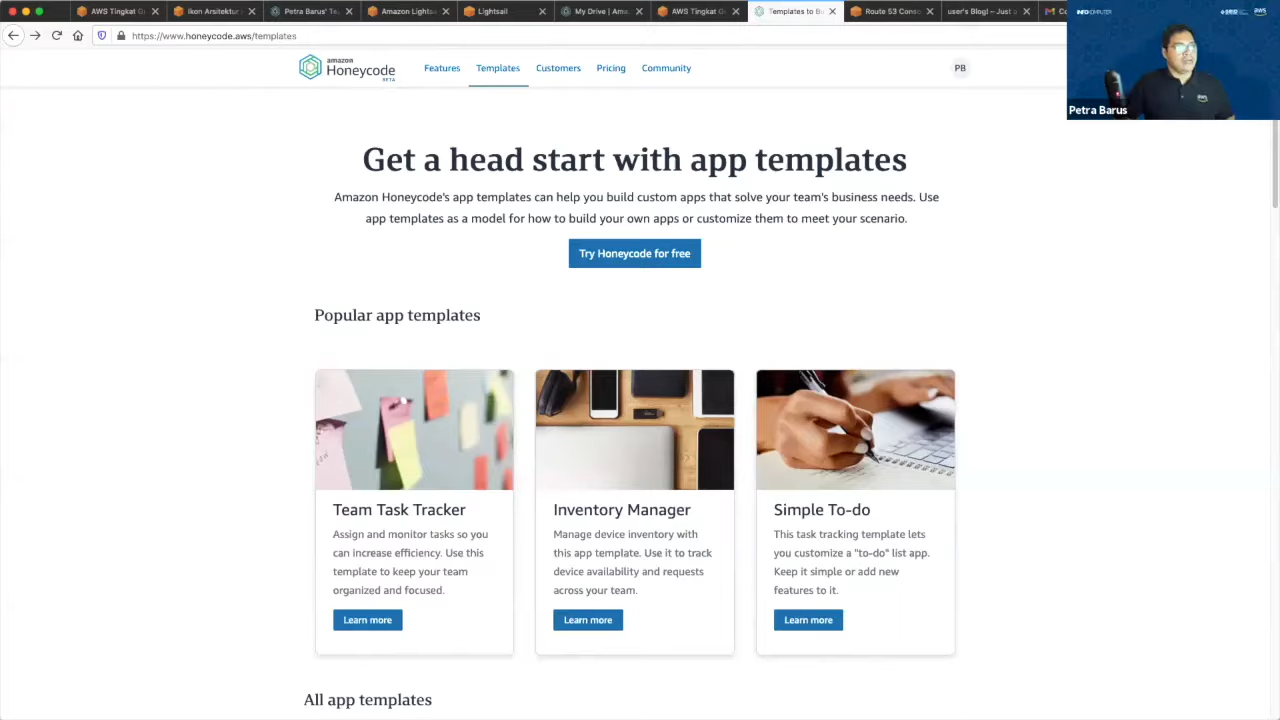 AWS Tingkat G
Ikon Arsitektur
Petra Barus' T
Amazon Lights
Lightsail
My Drive | Ama
AWS Tingkat G
Templates to Bu
Route 53 Cons
user's Blog! – Just
https://www.honeycode.aws/templates
INFOKOMPUTER
GRID
aws
amazon
Honeycode
BETA
Features
Templates
Customers
Pricing
Community
PB
Petra Barus
Get a head start with app templates
Amazon Honeycode's app templates can help you build custom apps that solve your team's business needs. Use
app templates as a model for how to build your own apps or customize them to meet your scenario.
Try Honeycode for free
Popular app templates
Team Task Tracker
Assign and monitor tasks so you
can increase efficiency. Use this
template to keep your team
organized and focused.
Learn more
Inventory Manager
Manage device inventory with
this app template. Use it to track
device availability and requests
across your team.
Learn more
Simple To-do
This task tracking template lets
you customize a "to-do" list app.
Keep it simple or add new
features to it.
Learn more
All app templates